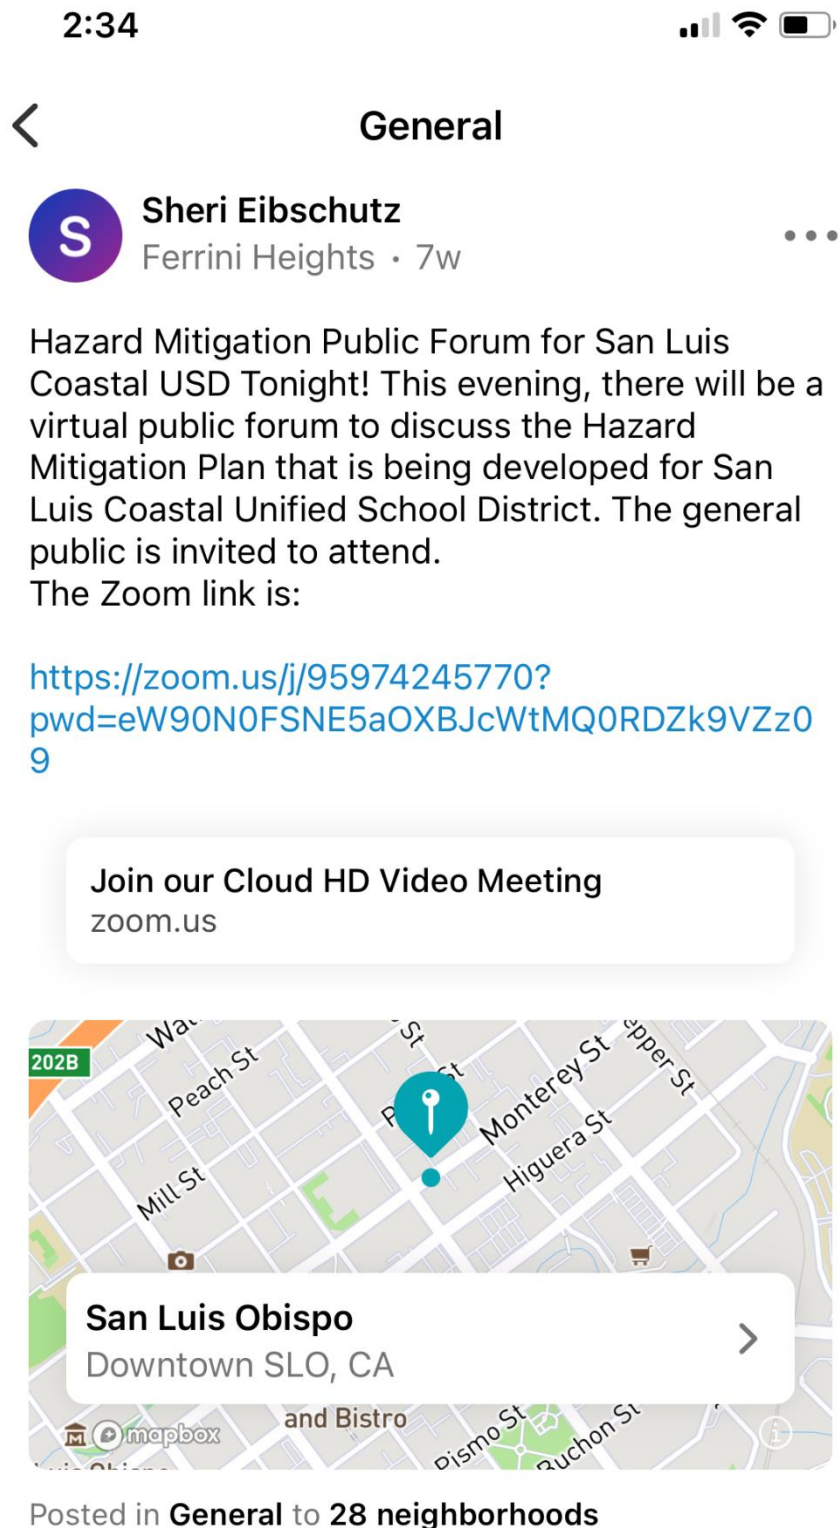 2:34
General
S
Sheri Eibschutz
Ferrini Heights • 7w
Hazard Mitigation Public Forum for San Luis
Coastal USD Tonight! This evening, there will be a
virtual public forum to discuss the Hazard
Mitigation Plan that is being developed for San
Luis Coastal Unified School District. The general
public is invited to attend.
The Zoom link is:
https://zoom.us/j/95974245770?
pwd=eW90N0FSNE5aOXBJcWtMQ0RDZk9VZz0
9
Join our Cloud HD Video Meeting
zoom.us
202B
Peach St
St
St
Monterey St
Higuera St
Mill St
San Luis Obispo
Downtown SLO, CA
and Bistro
mapbox
Pismo St
Buchon St
Posted in General to 28 neighborhoods